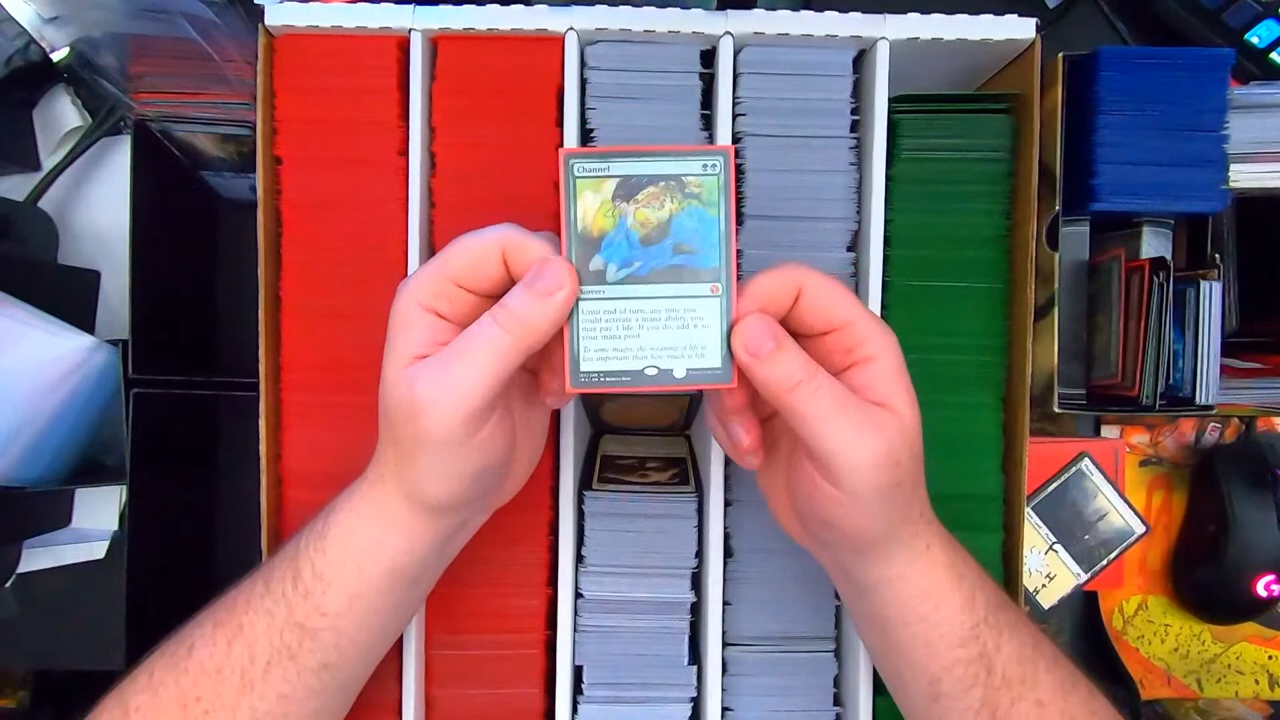 Channel
Sorcery
Until end of turn, any time you
could activate a mana ability, you
may pay 1 life. If you do, add to
your mana pool
To some magis, the meaning of life is
less important than how much is left